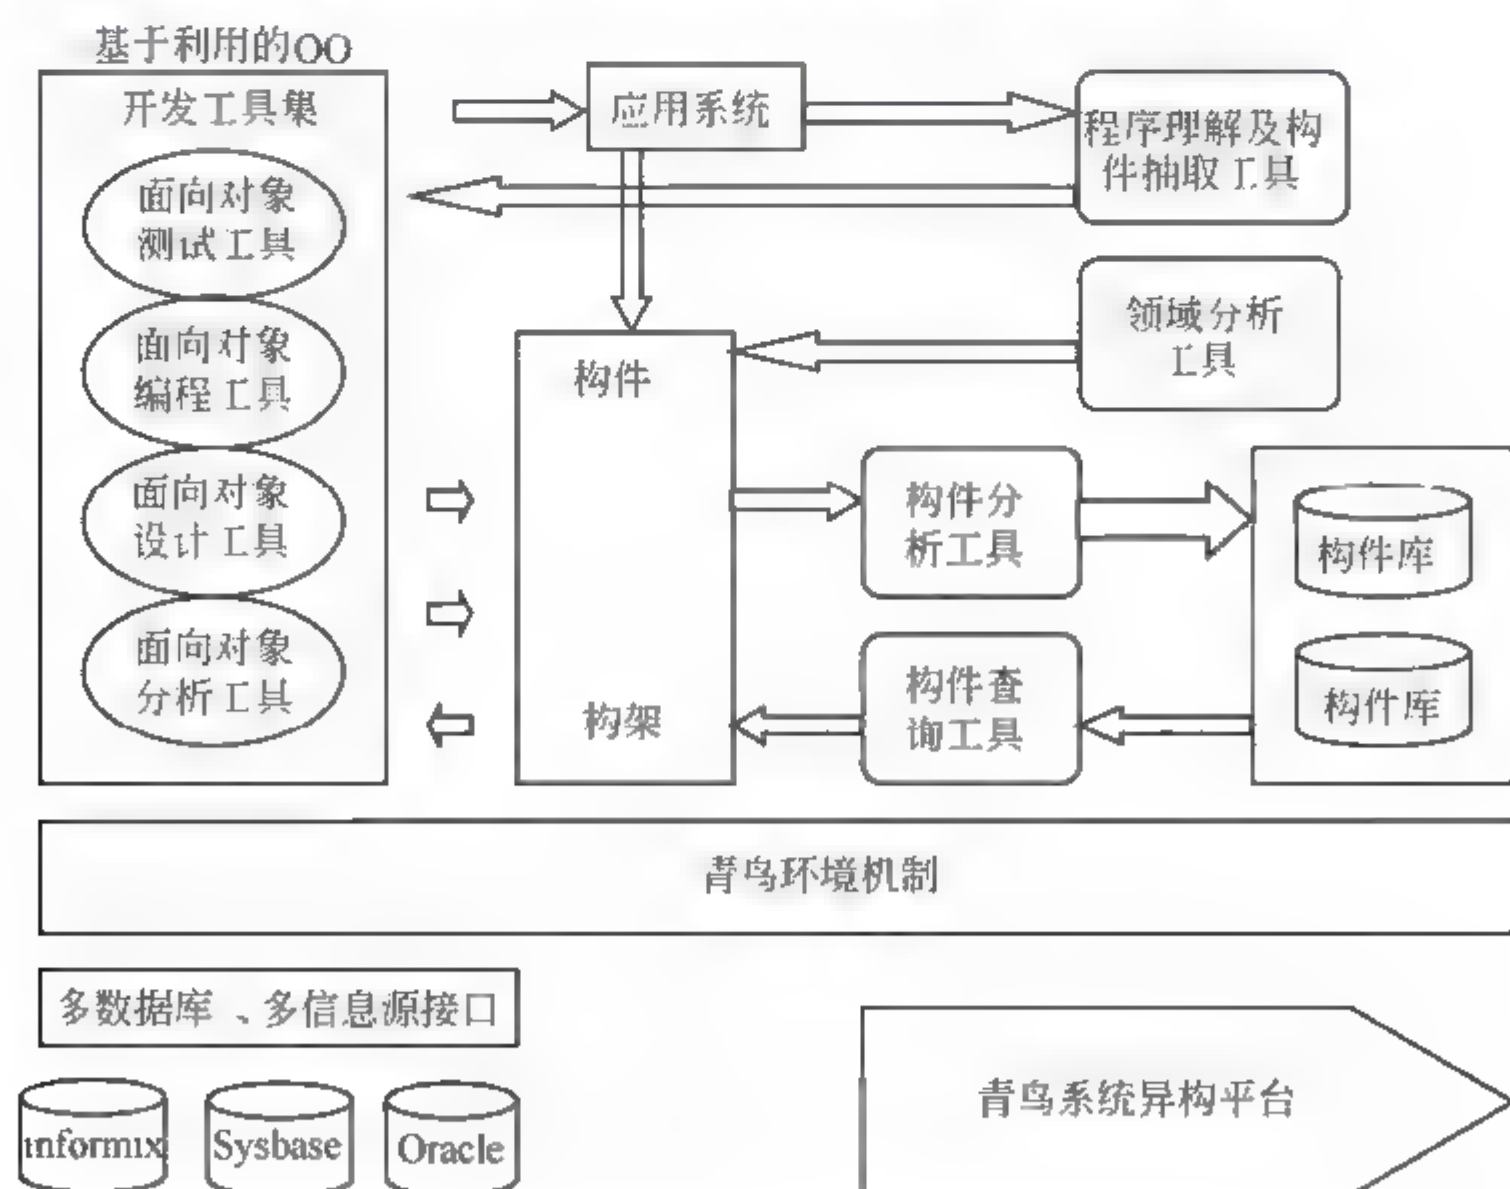 基于利用的OO
开发工具集
面向对象
测试工具
面向对象
编程工具
面向对象
设计工具
面向对象
分析工具
应用系统
程序理解及构
件抽取工具
领域分析
工具
构件
构架
构件分
析工具
构件查
询工具
构件库
构件库
青鸟环境机制
多数据库、多信息源接口
informix
Sysbase
Oracle
青鸟系统异构平台